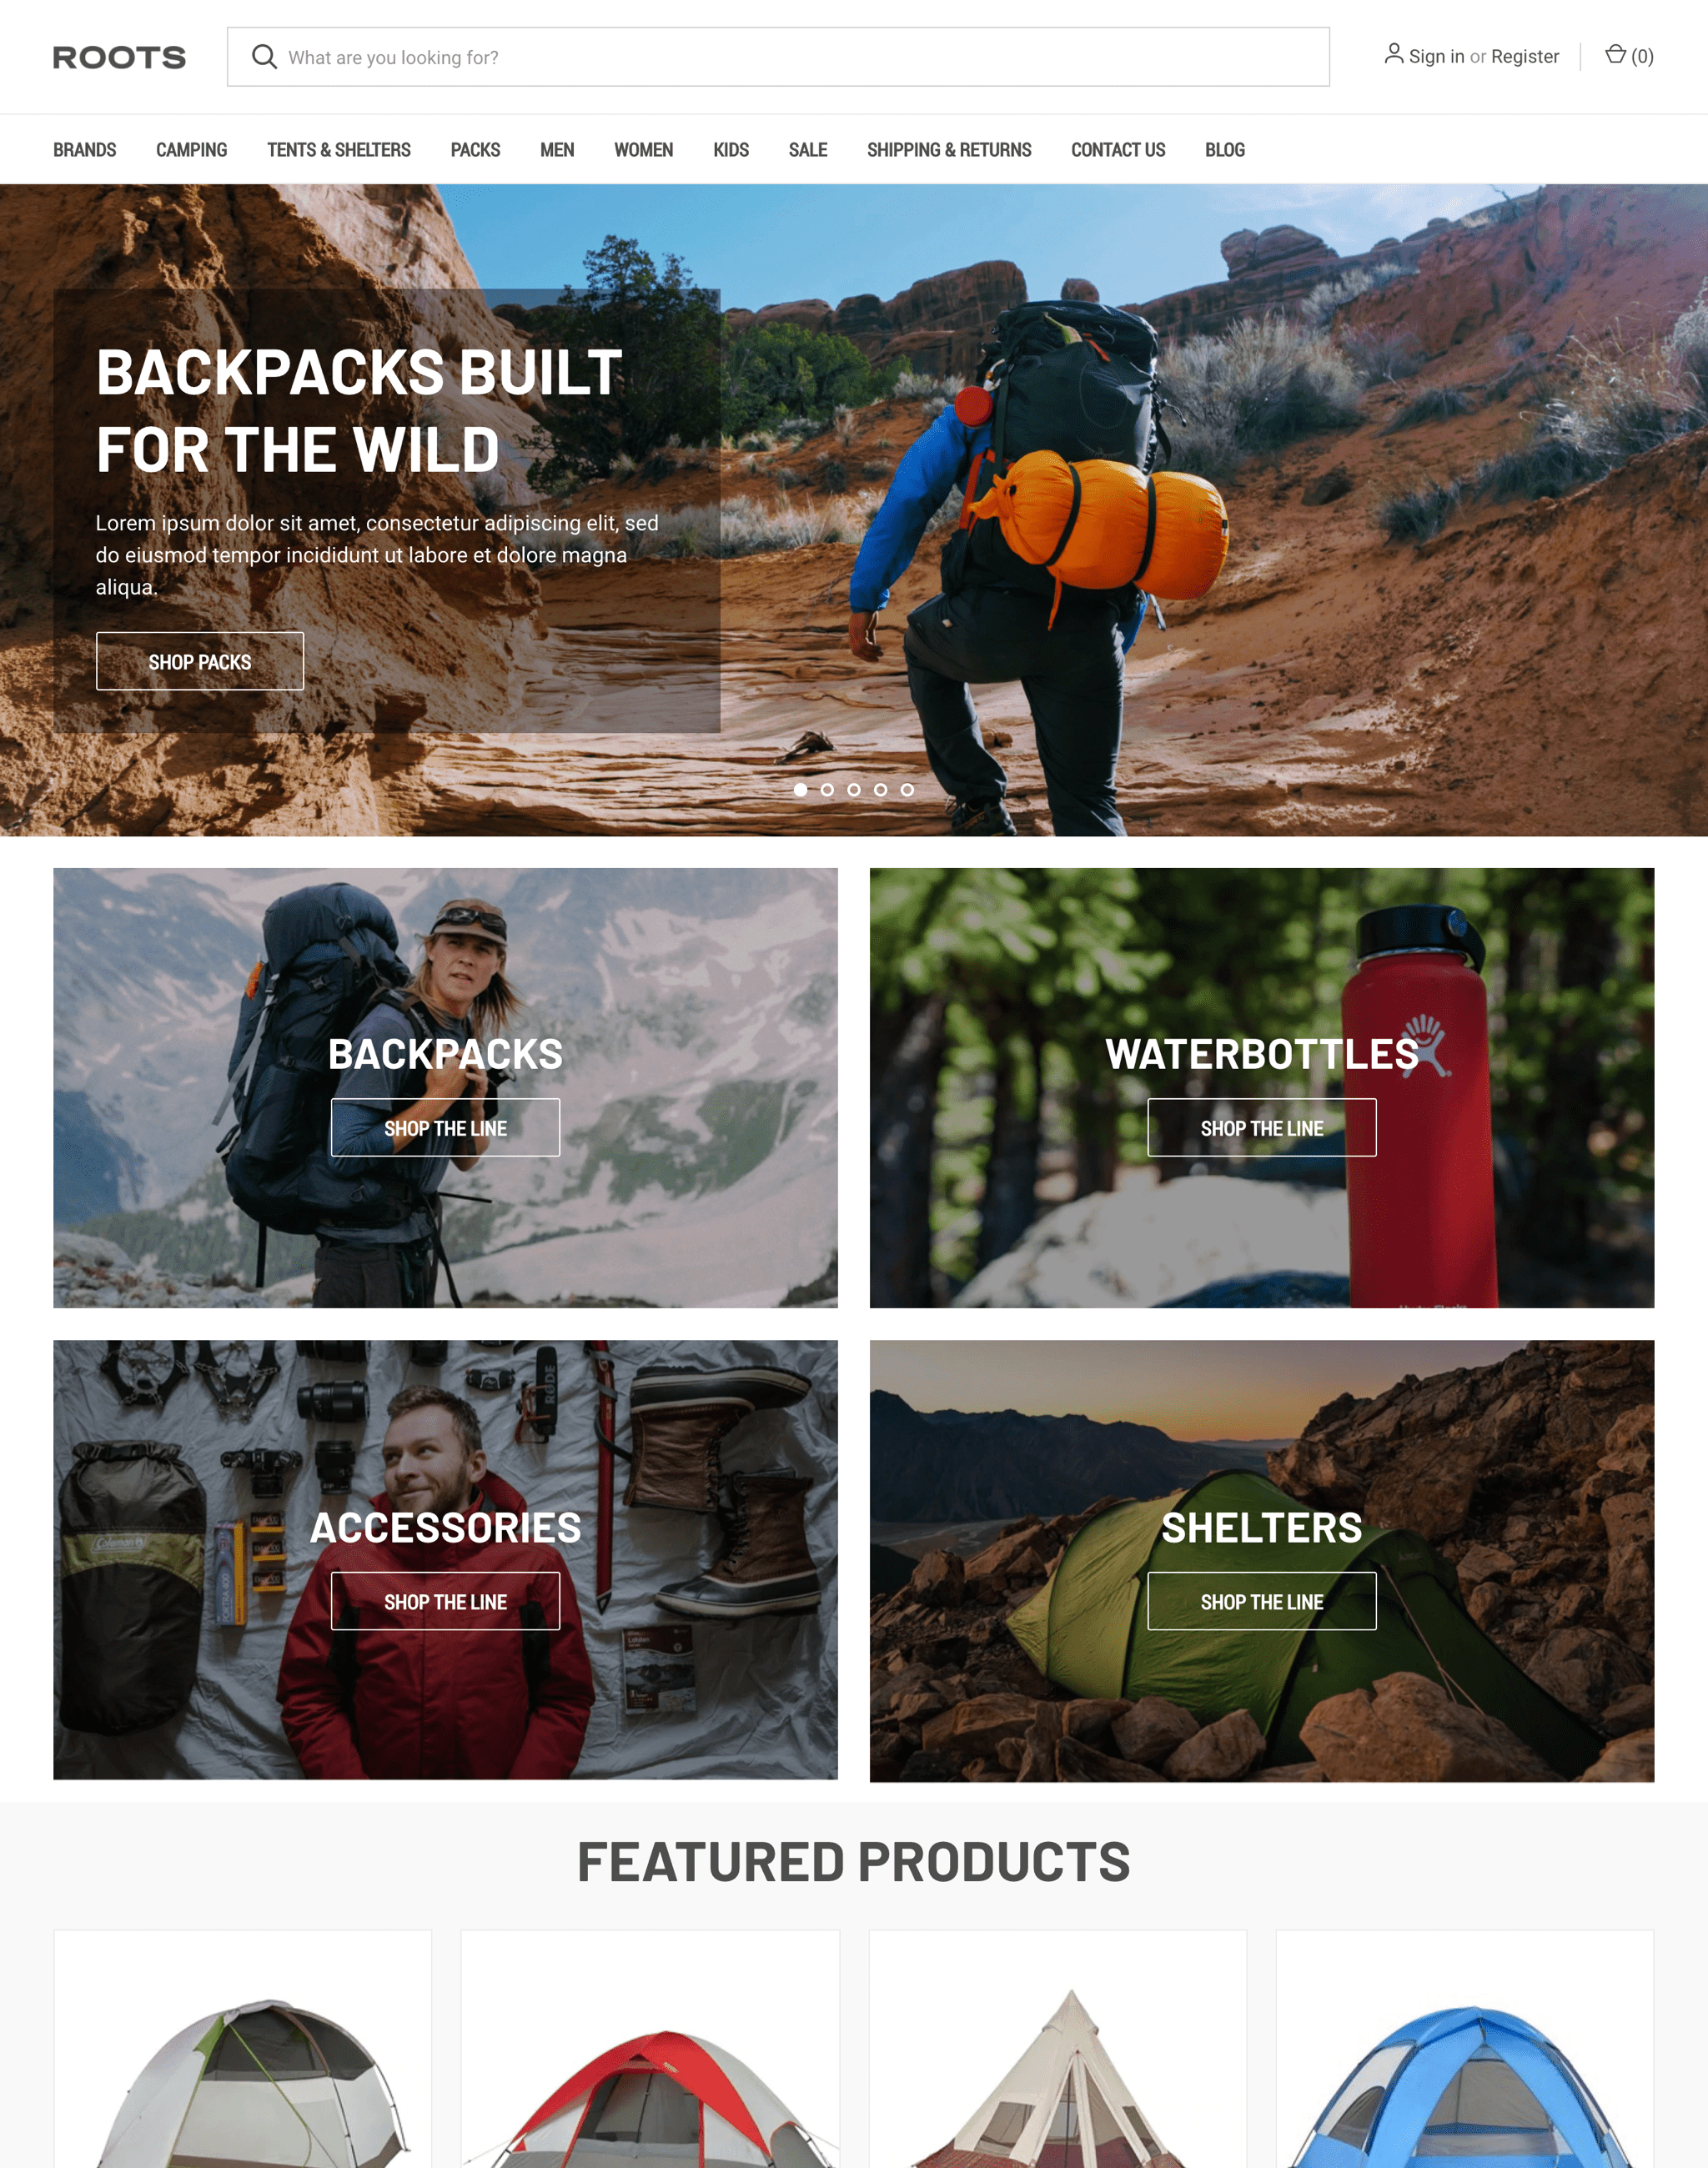 ROOTS
What are you looking for?
Sign in or Register
(0)
BRANDS CAMPING TENTS & SHELTERS PACKS MEN WOMEN KIDS SALE SHIPPING & RETURNS CONTACT US BLOG
BACKPACKS BUILT
FOR THE WILD
Lorem ipsum dolor sit amet, consectetur adipiscing elit, sed
do eiusmod tempor incididunt ut labore et dolore magna
aliqua.
SHOP PACKS
BACKPACKS
SHOP THE LINE
WATERBOTTLES
SHOP THE LINE
RØDE
Coleman
ACCESSORIES
SHOP THE LINE
SHELTERS
SHOP THE LINE
FEATURED PRODUCTS